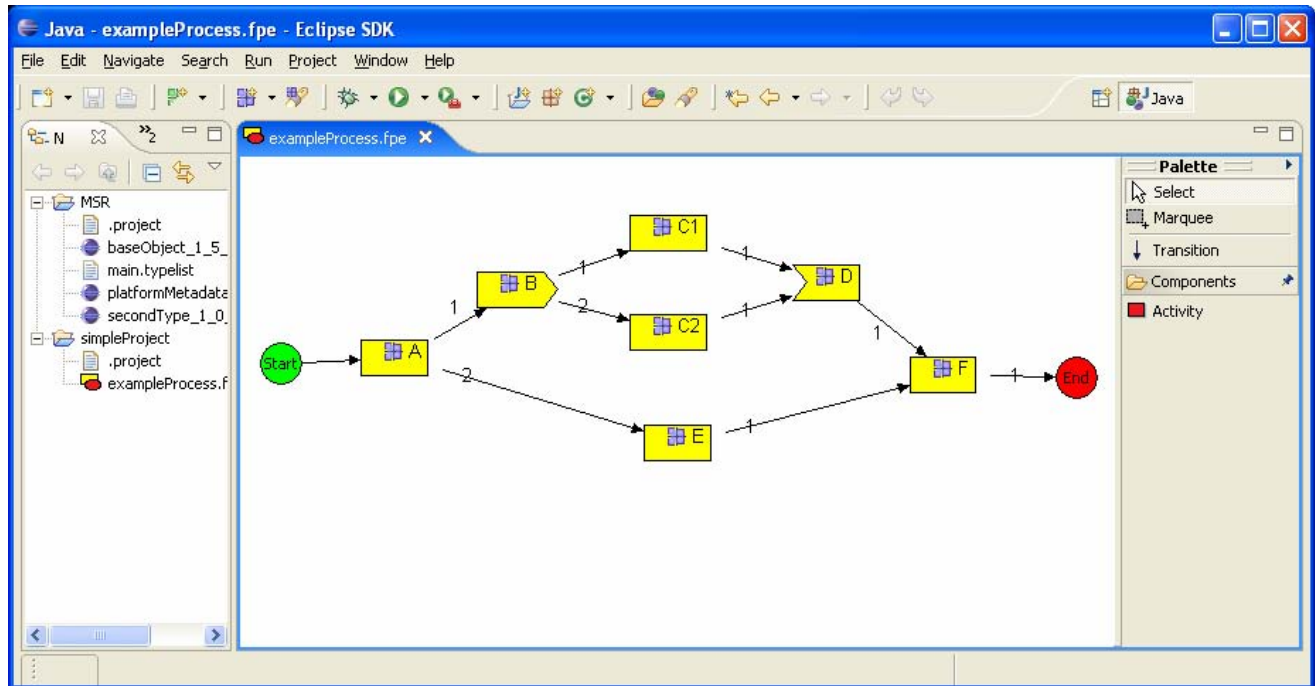 Java - exampleProcess.fpe - Eclipse SDK
File Edit Navigate Search Run Project Window Help
Java
N
»2
exampleProcess.fpe
MSR
.project
baseObject_1_5_
main.typelist
platformMetadata
secondType_1_0_
simpleProject
.project
exampleProcess.f
Start
A
1
2
B
1
2
C1
1
C2
1
D
1
E
1
F
1
End
Palette
Select
Marquee
Transition
Components
Activity